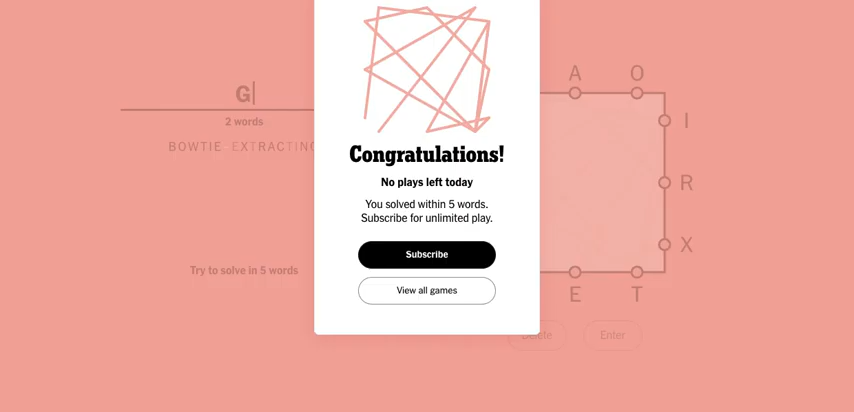 G
2 words
BOWTIE - EXTRACTING
Try to solve in 5 words
Congratulations!
No plays left today
You solved within 5 words.
Subscribe for unlimited play.
Subscribe
View all games
A O
I
R
X
E T
Delete Enter